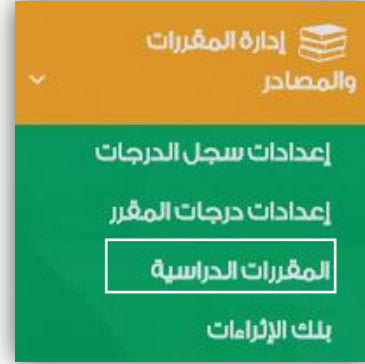 إدارة المقررات
والمصادر
إعدادات سجل الدرجات
إعدادات درجات المقرر
المقررات الدراسية
بنك الإثراءات